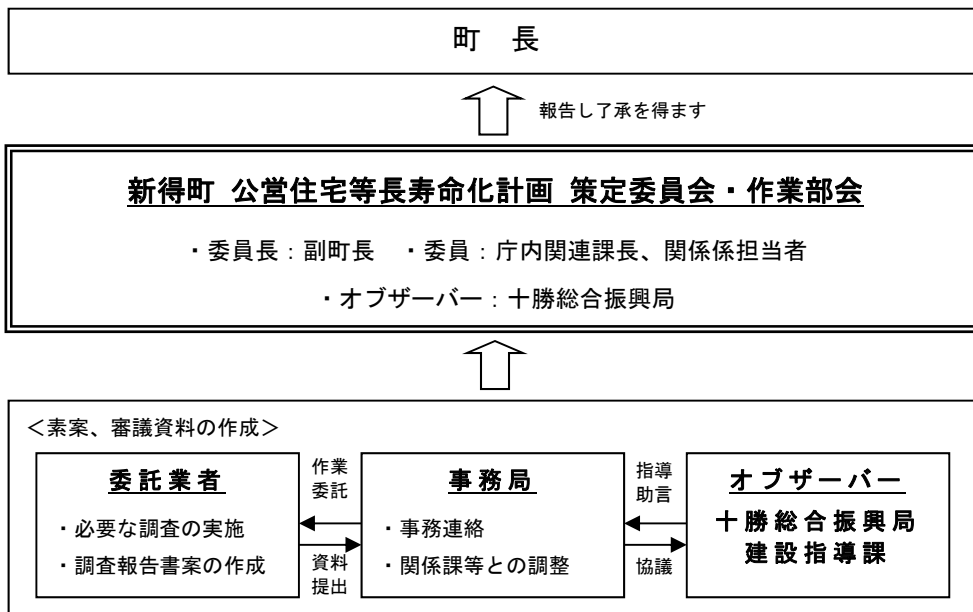 町　長
報告し了承を得ます
新得町 公営住宅等長寿命化計画 策定委員会・作業部会
・委員長：副町長　・委員：庁内関連課長、関係係担当者
・オブザーバー：十勝総合振興局
＜素案、審議資料の作成＞
委託業者
・必要な調査の実施
・調査報告書案の作成
作業
委託
資料
提出
事務局
・事務連絡
・関係課等との調整
指導
助言
協議
オブザーバー
十勝総合振興局
建設指導課